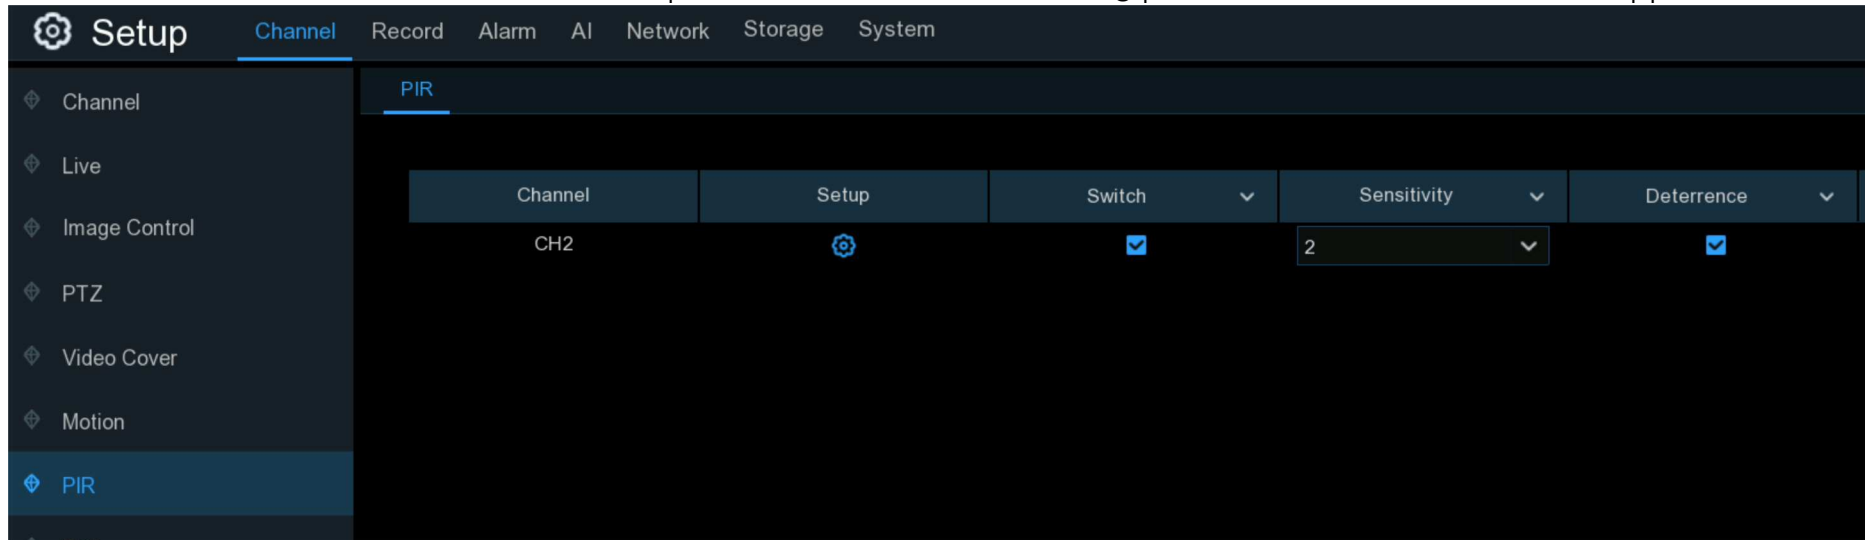 Setup Channel Record Alarm AI Network Storage System
Channel
PIR
Live
Channel Setup Switch Sensitivity Deterrence
Image Control
CH2 2
PTZ
Video Cover
Motion
PIR